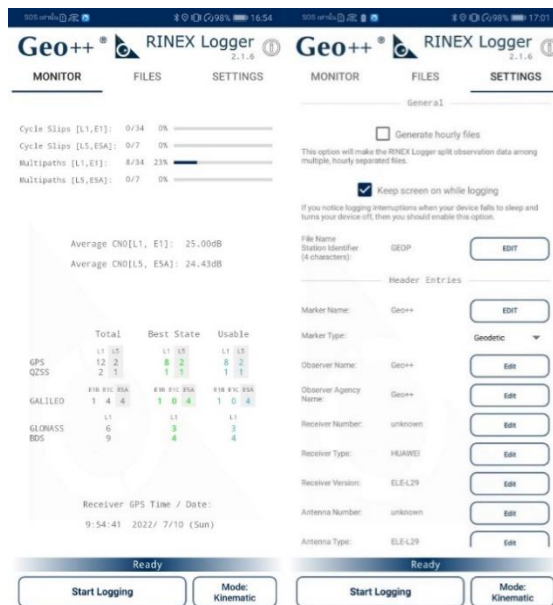 98% 16:54
Geo++ ® RINEX Logger
2.1.6
MONITOR FILES SETTINGS
Cycle Slips [L1,E1]: 0/34 0%
Cycle Slips [L5,E5A]: 0/7 0%
Multipaths [L1,E1]: 8/34 23%
Multipaths [L5,E5A]: 0/7 0%
Average CN0[L1, E1]: 25.00dB
Average CN0[L5, E5A]: 24.43dB
Total Best State Usable
L1 L5 L1 L5 L1 L5
GPS 12 2 8 2 8 2
QZSS 2 1 1 1 1 1
E1B E1C E5A E1B E1C E5A E1B E1C E5A
GALILEO 1 4 4 1 0 4 1 0 4
L1 L1 L1
GLONASS 6 3 3
BDS 9 4 4
Receiver GPS Time / Date:
9:54:41 2022/ 7/10 (Sun)
Ready
Start Logging
Mode:
Kinematic
98% 17:01
Geo++ ® RINEX Logger
2.1.6
MONITOR FILES SETTINGS
General
Generate hourly files
This option will make the RINEX Logger split observation data among
multiple, hourly separated files.
Keep screen on while logging
If you notice logging interruptions when your device falls to sleep and
turns your device off, then you should enable this option.
File Name
Station Identifier
(4 characters):
GEOP
EDIT
Header Entries
Marker Name: Geo++ EDIT
Marker Type: Geodetic
Observer Name: Geo++ Edit
Observer Agency
Name:
Geo++ Edit
Receiver Number: unknown Edit
Receiver Type: HUAWEI Edit
Receiver Version: ELE-L29 Edit
Antenna Number: unknown Edit
Antenna Type: ELE-L29 Edit
Ready
Start Logging
Mode:
Kinematic